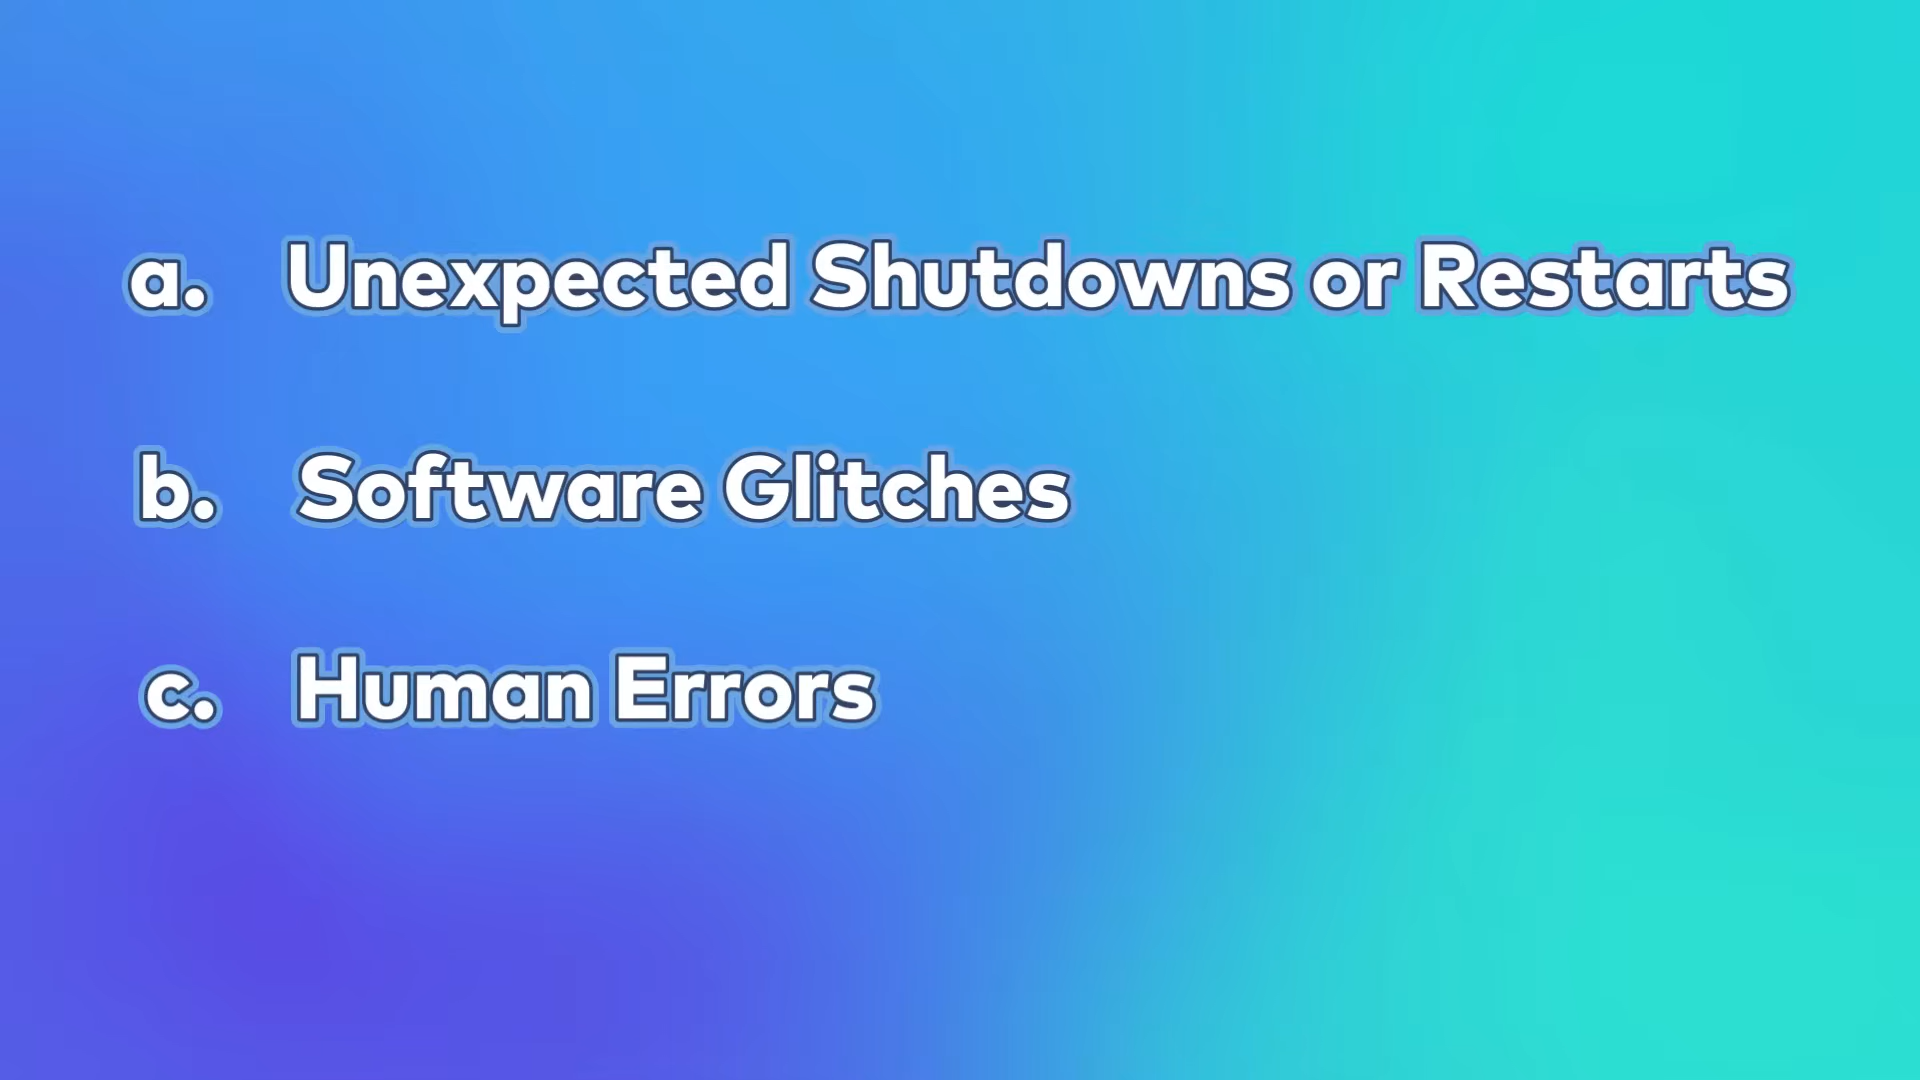 a. Unexpected Shutdowns or Restarts
b. Software Glitches
c. Human Errors